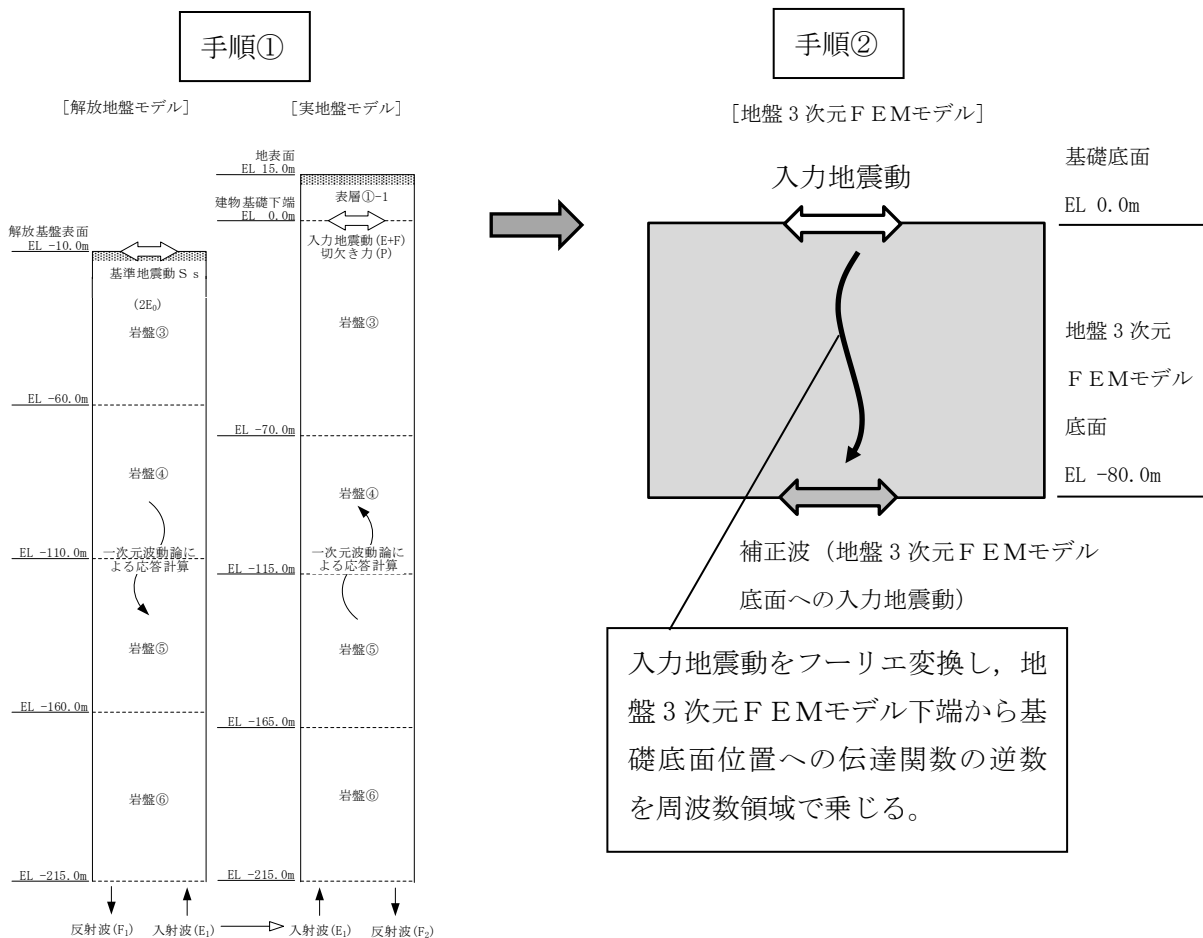 手順①
［解放地盤モデル］
解放基盤表面
EL -10.0m
基準地震動Ｓｓ
(2E₀)
岩盤③
EL -60.0m
岩盤④
EL -110.0m
一次元波動論に
よる応答計算
岩盤⑤
EL -160.0m
岩盤⑥
EL -215.0m
反射波(F₁)
入射波(E₁)
［実地盤モデル］
地表面
EL 15.0m
表層①-1
建物基礎下端
EL 0.0m
入力地震動(E+F)
切欠き力(P)
岩盤③
EL -70.0m
岩盤④
一次元波動論に
よる応答計算
EL -115.0m
岩盤⑤
EL -165.0m
岩盤⑥
EL -215.0m
入射波(E₁)
反射波(F₂)
手順②
［地盤３次元ＦＥＭモデル］
入力地震動
基礎底面
EL 0.0m
地盤３次元
ＦＥＭモデル
底面
EL -80.0m
補正波（地盤３次元ＦＥＭモデル
底面への入力地震動）
入力地震動をフーリエ変換し，地
盤３次元ＦＥＭモデル下端から基
礎底面位置への伝達関数の逆数
を周波数領域で乗じる。